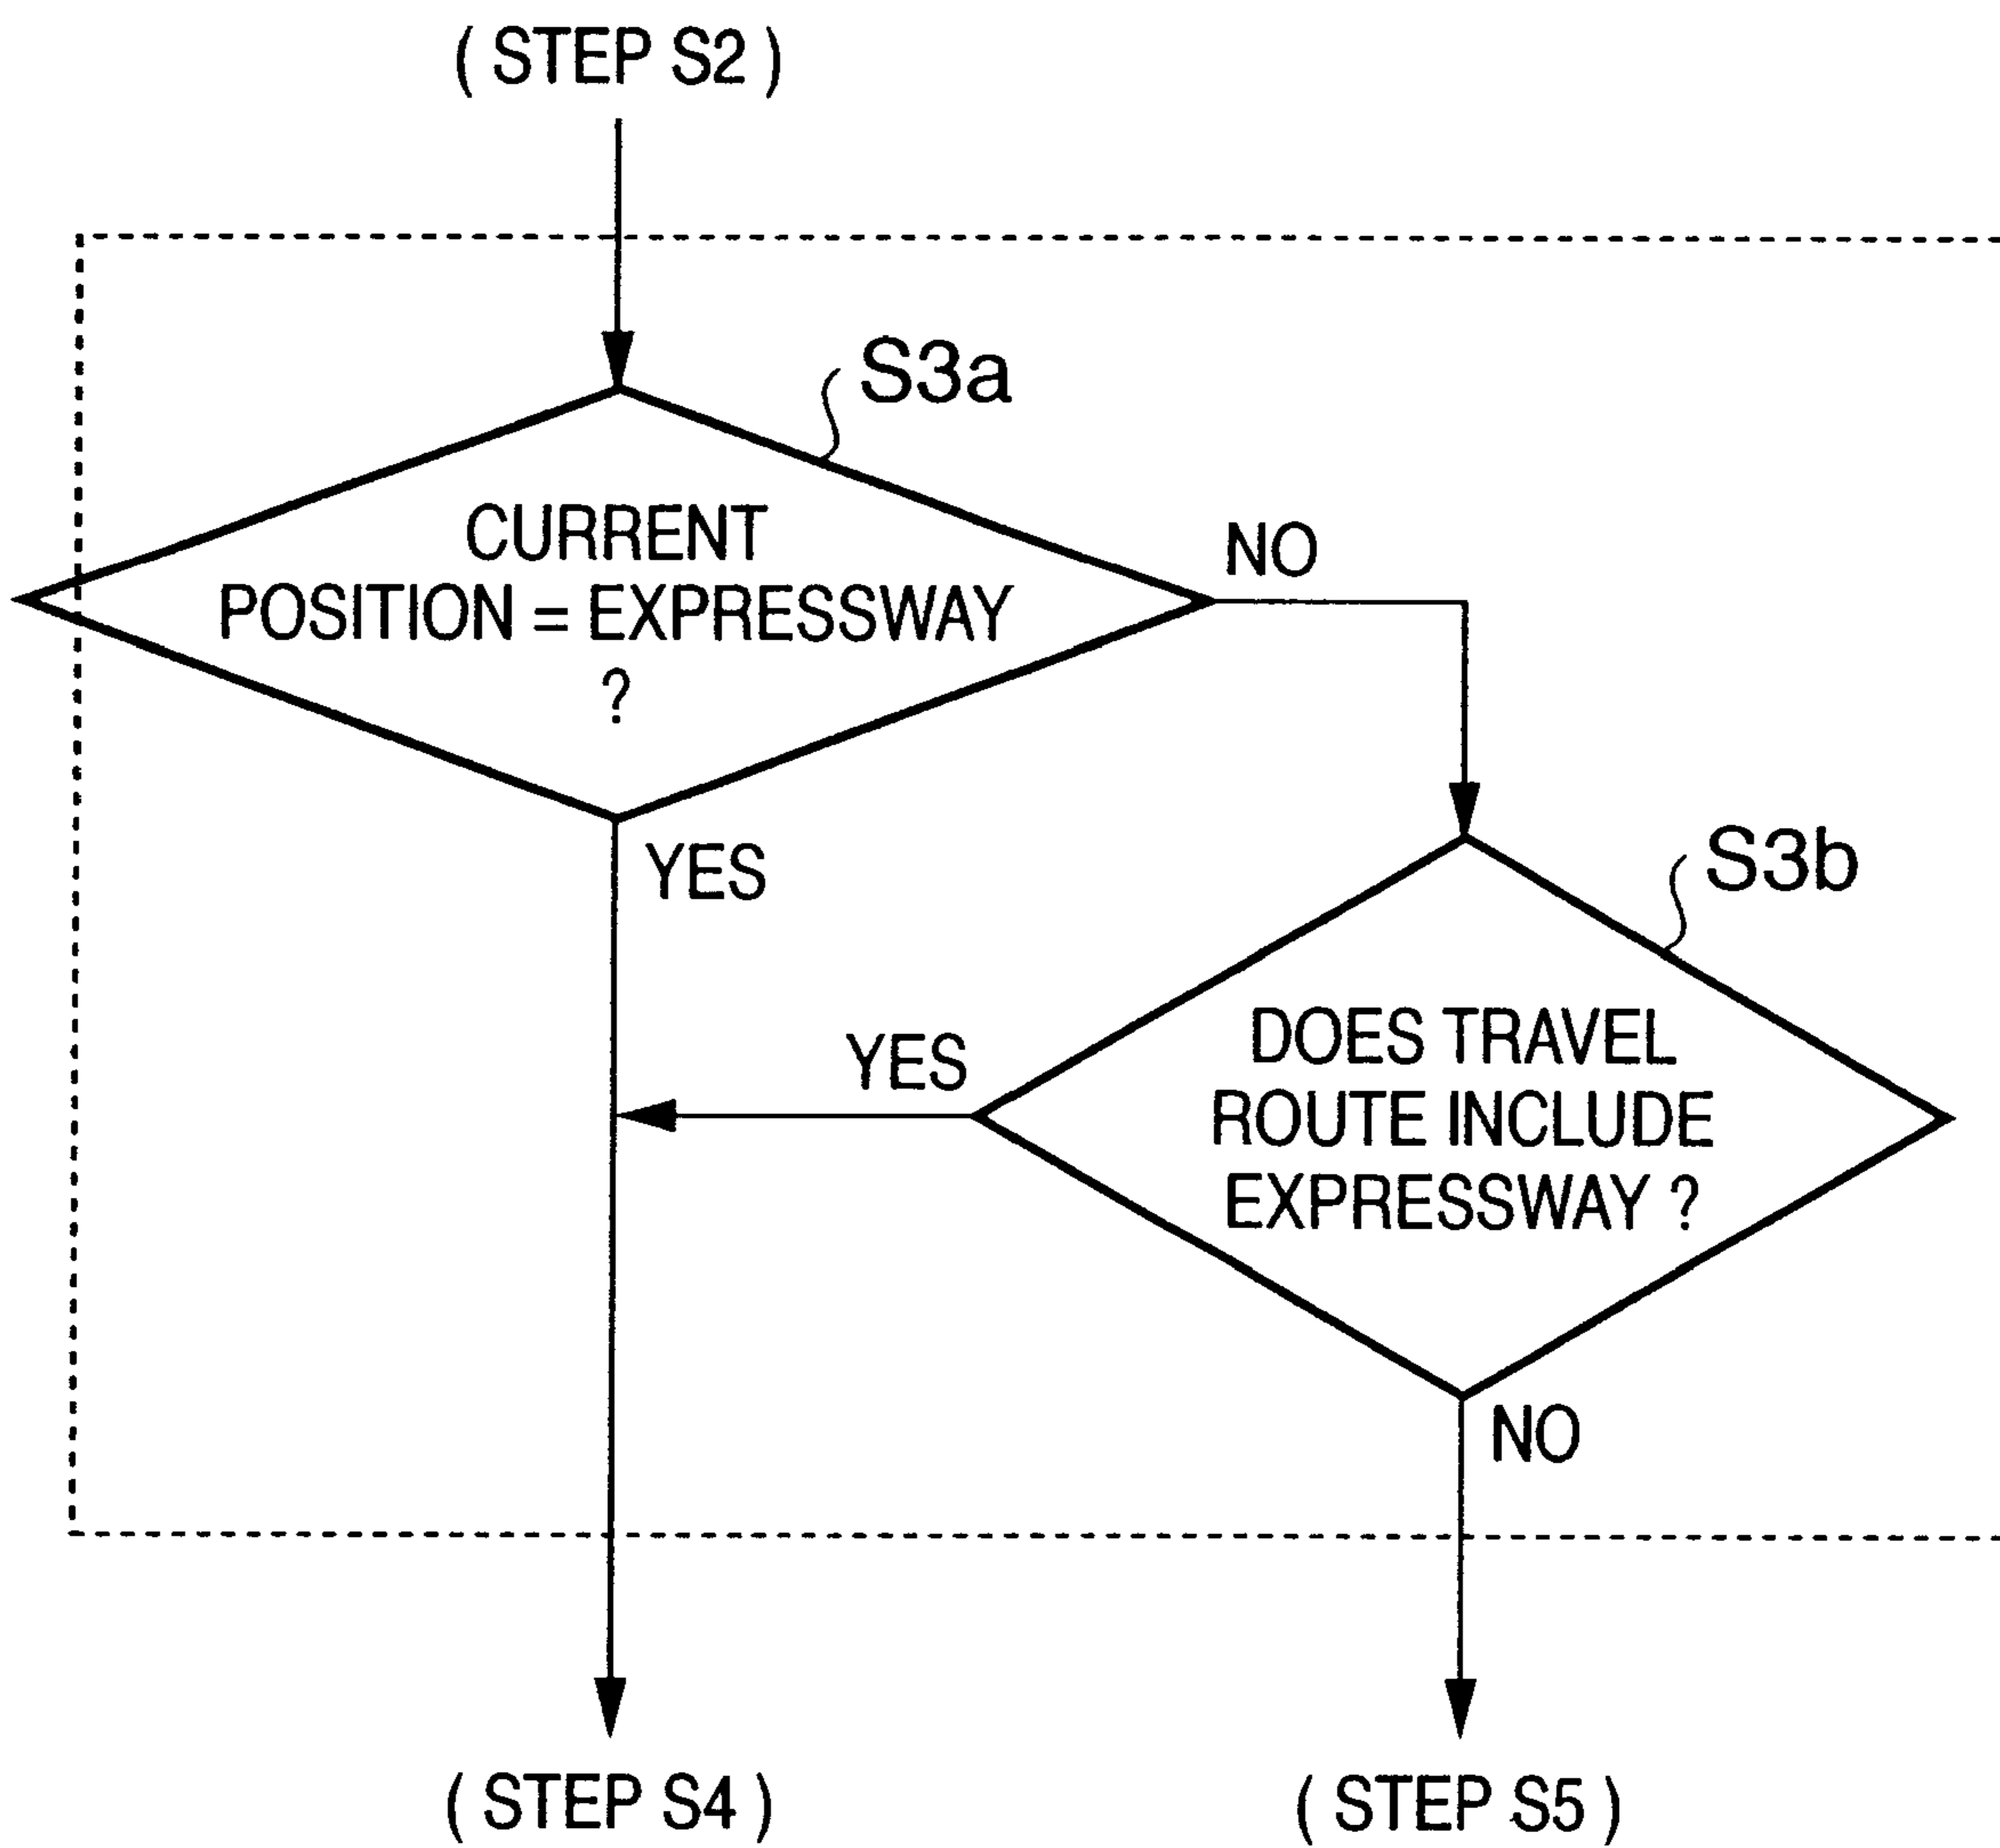 ( STEP S2 )
S3a
CURRENT
POSITION = EXPRESSWAY
?
NO
YES
S3b
DOES TRAVEL
ROUTE INCLUDE
EXPRESSWAY ?
YES
NO
( STEP S4 )
( STEP S5 )